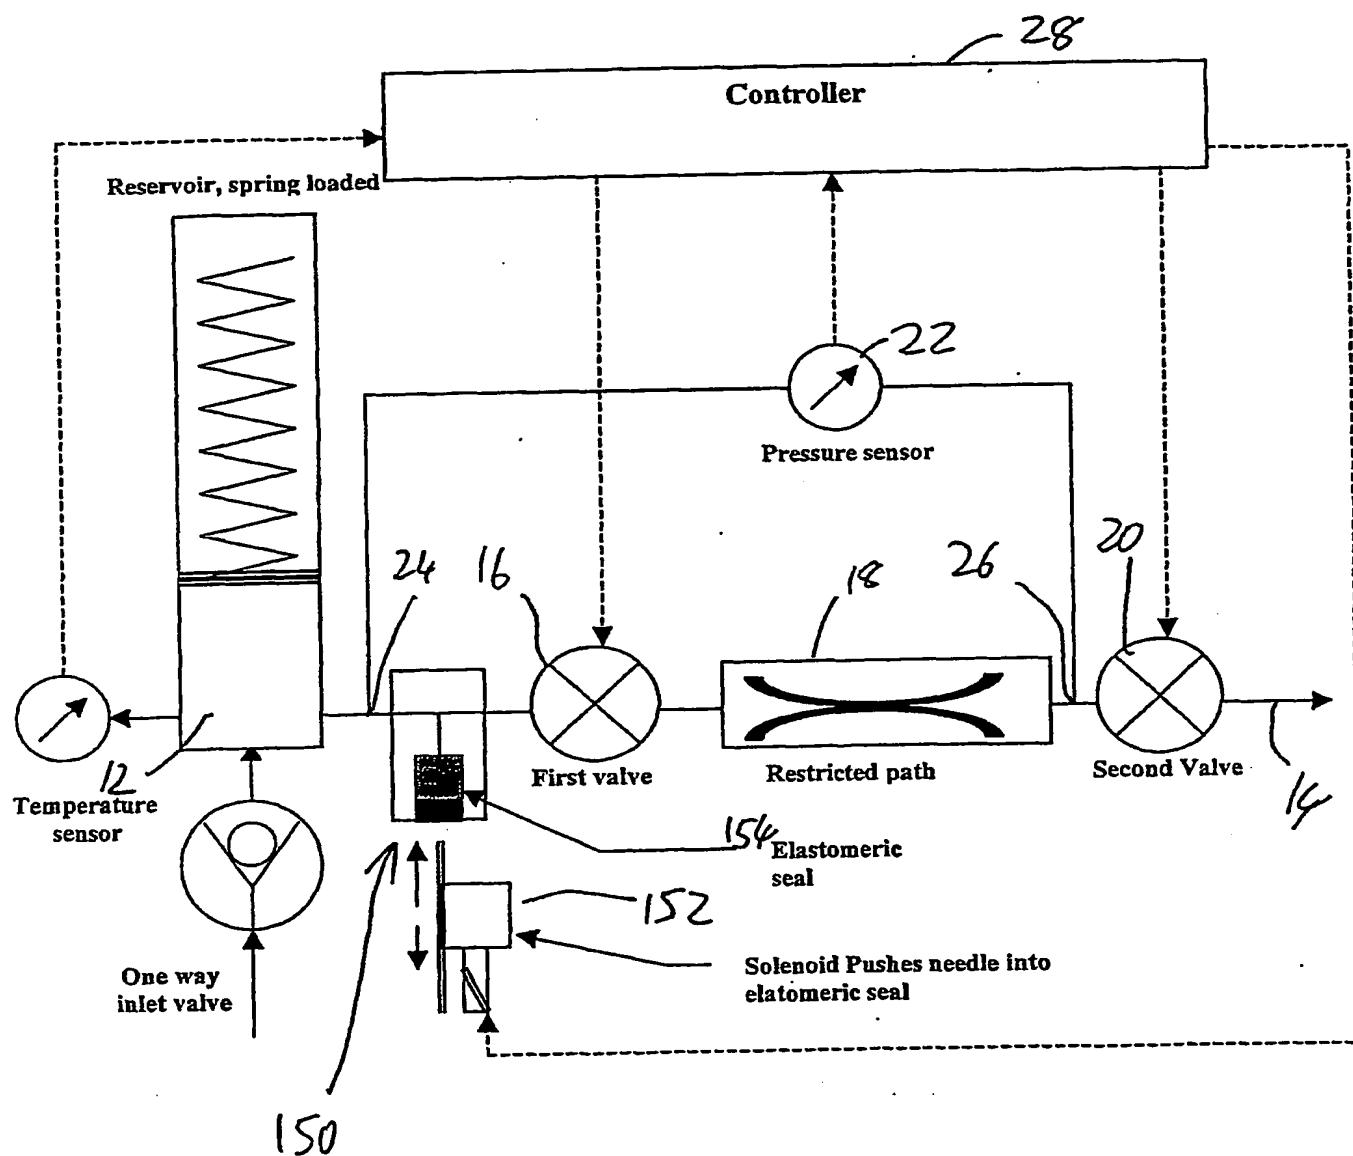 28
Controller
Reservoir, spring loaded
22
Pressure sensor
24
16
18
26
20
12
First valve
Restricted path
Second Valve
14
Temperature
sensor
154
Elastomeric
seal
152
One way
inlet valve
Solenoid Pushes needle into
elatomeric seal
150